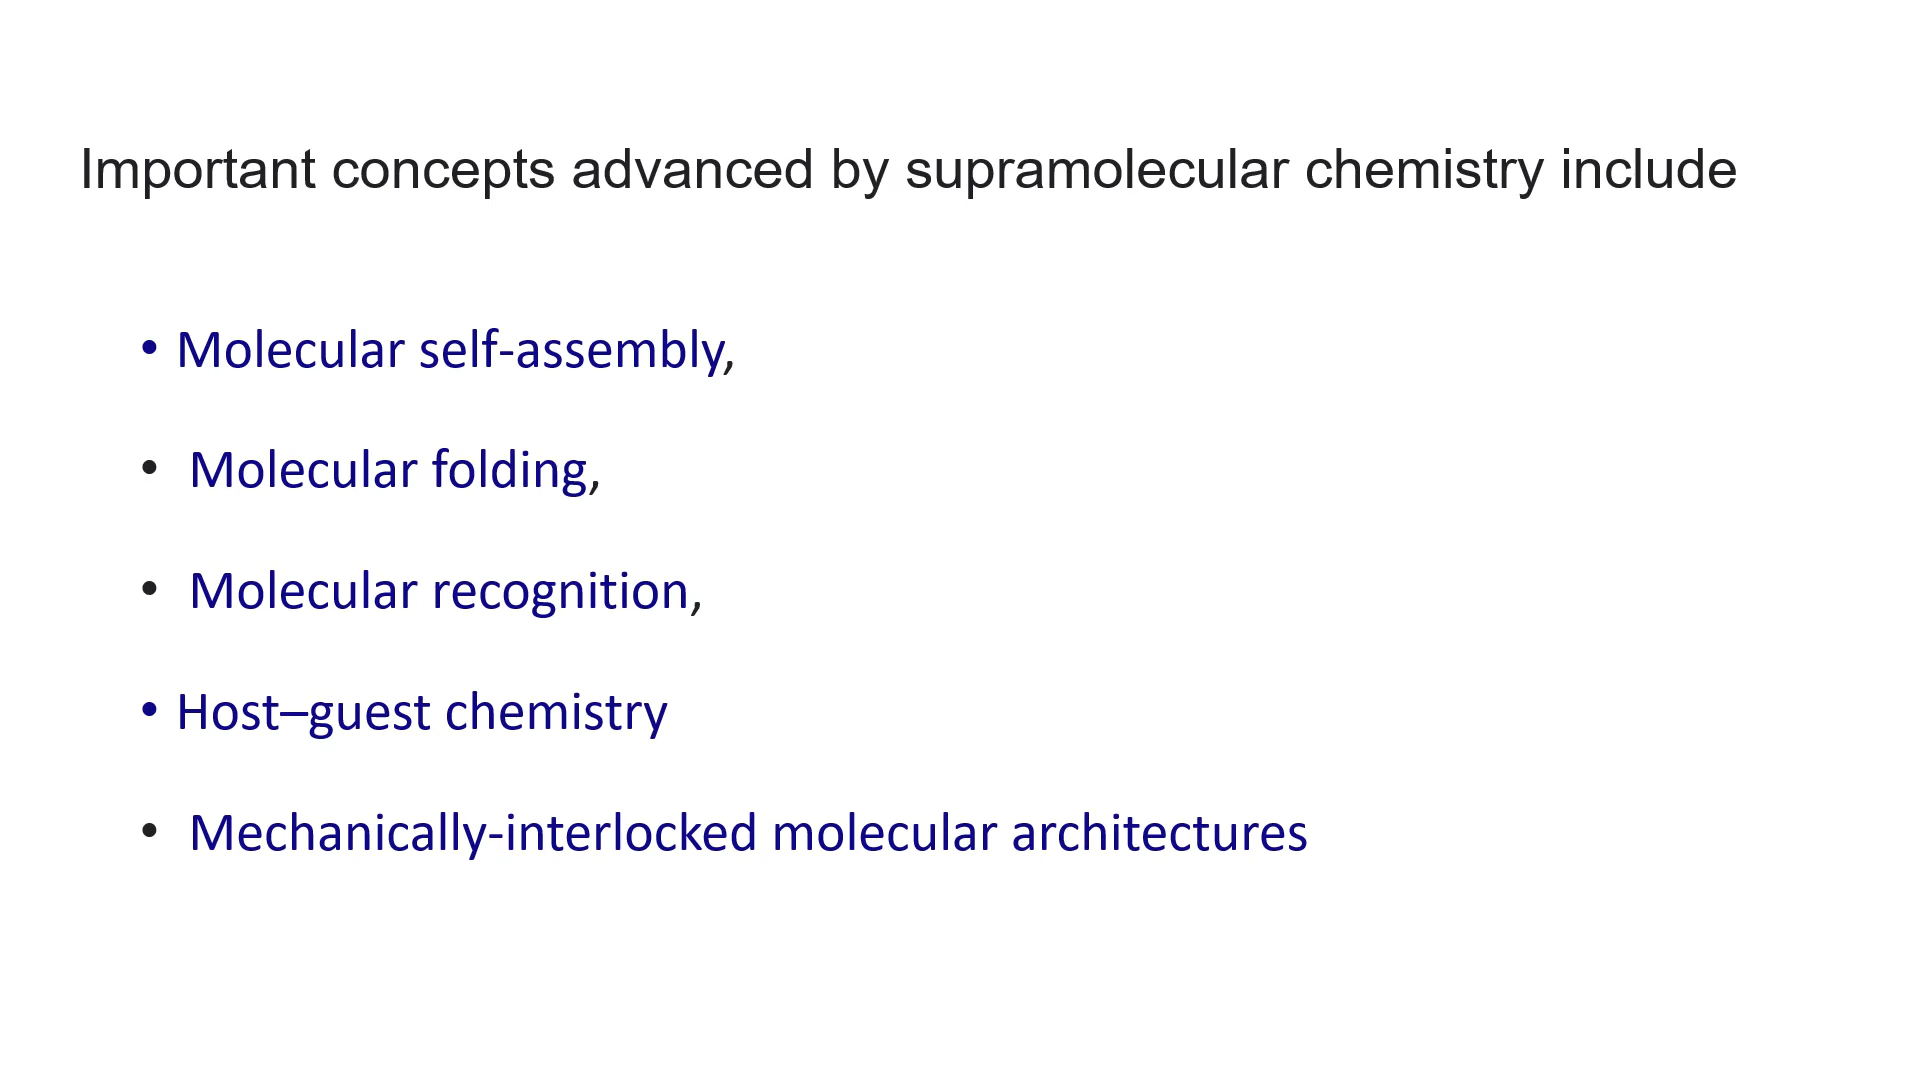 Important concepts advanced by supramolecular chemistry include
• Molecular self-assembly,
• Molecular folding,
• Molecular recognition,
• Host–guest chemistry
• Mechanically-interlocked molecular architectures